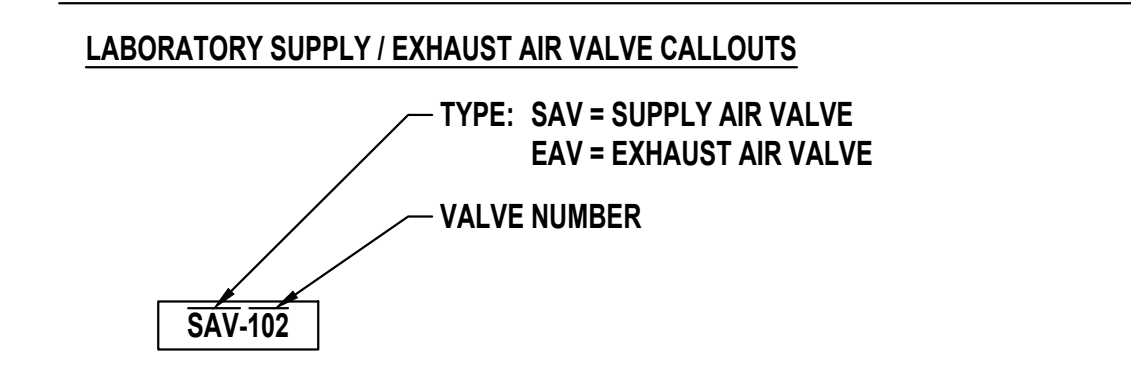 LABORATORY SUPPLY / EXHAUST AIR VALVE CALLOUTS
TYPE: SAV = SUPPLY AIR VALVE
EAV = EXHAUST AIR VALVE
VALVE NUMBER
SAV-102